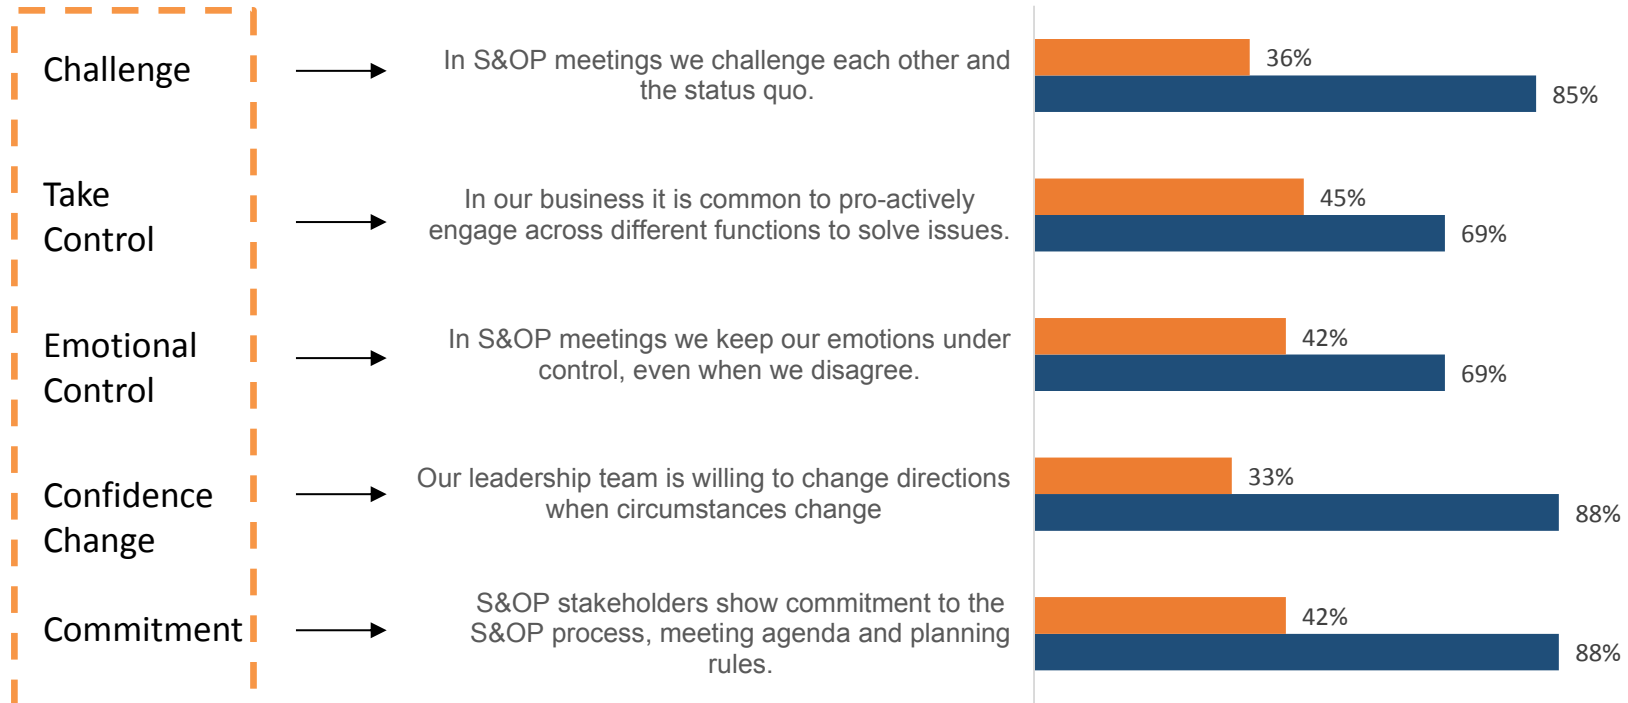 Challenge
In S&OP meetings we challenge each other and
the status quo.
36%
85%
Take
Control
In our business it is common to pro-actively
engage across different functions to solve issues.
45%
69%
Emotional
Control
In S&OP meetings we keep our emotions under
control, even when we disagree.
42%
69%
Confidence
Change
Our leadership team is willing to change directions
when circumstances change
33%
88%
Commitment
S&OP stakeholders show commitment to the
S&OP process, meeting agenda and planning
rules.
42%
88%